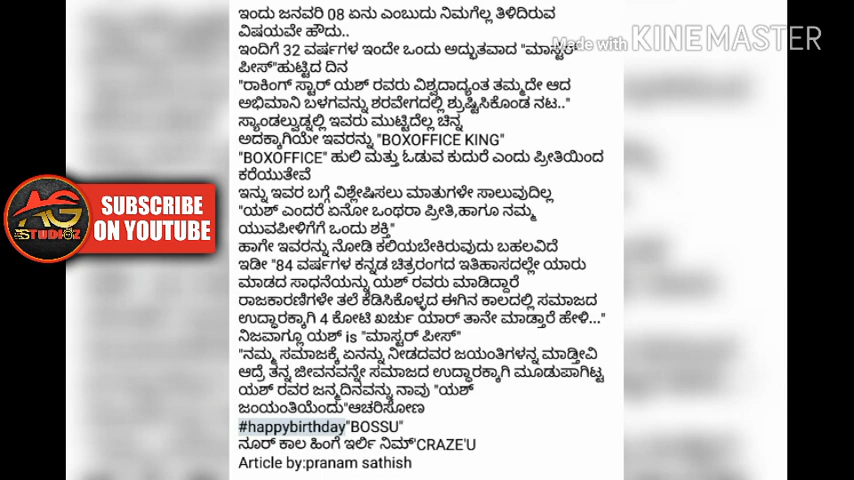 ಇಂದು ಜನವರಿ 08 ಏನು ಎಂಬುದು ನಿಮಗೆಲ್ಲ ತಿಳಿದಿರುವ
ವಿಷಯವೇ ಹೌದು..
Made with KINEMASTER
ಇಂದಿಗೆ 32 ವರ್ಷಗಳ ಇಂದೇ ಒಂದು ಅದ್ಭುತವಾದ "ಮಾಸ್ಟರ್
ಪೀಸ್"ಹುಟ್ಟಿದ ದಿನ
"ರಾಕಿಂಗ್ ಸ್ಟಾರ್ ಯಶ್ ರವರು ವಿಶ್ವದಾದ್ಯಂತ ತಮ್ಮದೇ ಆದ
ಅಭಿಮಾನಿ ಬಳಗವನ್ನು ಶರವೇಗದಲ್ಲಿ ಶ್ರುಷ್ಟಿಸಿಕೊಂಡ ನಟ.."
ಸ್ಯಾಂಡಲ್ವುಡ್ನಲ್ಲಿ ಇವರು ಮುಟ್ಟಿದೆಲ್ಲ ಚಿನ್ನ
ಅದಕ್ಕಾಗಿಯೇ ಇವರನ್ನು "BOXOFFICE KING"
"BOXOFFICE" ಹುಲಿ ಮತ್ತು ಓಡುವ ಕುದುರೆ ಎಂದು ಪ್ರೀತಿಯಿಂದ
ಕರೆಯುತೇವೆ
ಇನ್ನು ಇವರ ಬಗ್ಗೆ ವಿಶ್ಲೇಷಿಸಲು ಮಾತುಗಳೇ ಸಾಲುವುದಿಲ್ಲ
"ಯಶ್ ಎಂದರೆ ಏನೋ ಒಂಥರಾ ಪ್ರೀತಿ,ಹಾಗೂ ನಮ್ಮ
ಯುವಪೀಳಿಗೆಗೆ ಒಂದು ಶಕ್ತಿ"
ಹಾಗೇ ಇವರನ್ನು ನೋಡಿ ಕಲಿಯಬೇಕಿರುವುದು ಬಹಲವಿದೆ
ಇಡೀ "84 ವರ್ಷಗಳ ಕನ್ನಡ ಚಿತ್ರರಂಗದ ಇತಿಹಾಸದಲ್ಲೇ ಯಾರು
ಮಾಡದ ಸಾಧನೆಯನ್ನು ಯಶ್ ರವರು ಮಾಡಿದ್ದಾರೆ
ರಾಜಕಾರಣಿಗಳೇ ತಲೆ ಕೆಡಿಸಿಕೊಳ್ಳದ ಈಗಿನ ಕಾಲದಲ್ಲಿ ಸಮಾಜದ
ಉದ್ಧಾರಕ್ಕಾಗಿ 4 ಕೋಟಿ ಖರ್ಚು ಯಾರ್ ತಾನೇ ಮಾಡ್ತಾರೆ ಹೇಳಿ..."
ನಿಜವಾಗ್ಲೂ ಯಶ್ is "ಮಾಸ್ಟರ್ ಪೀಸ್"
"ನಮ್ಮ ಸಮಾಜಕ್ಕೆ ಏನನ್ನು ನೀಡದವರ ಜಯಂತಿಗಳನ್ನ ಮಾಡ್ತೀವಿ
ಆದ್ರೆ ತನ್ನ ಜೀವನವನ್ನೇ ಸಮಾಜದ ಉದ್ಧಾರಕ್ಕಾಗಿ ಮೂಡುಪಾಗಿಟ್ಟ
ಯಶ್ ರವರ ಜನ್ಮದಿನವನ್ನು ನಾವು "ಯಶ್
ಜಂಯಂತಿಯೆಂದು"ಆಚರಿಸೋಣ
#happybirthday"BOSSU"
ನೂರ್ ಕಾಲ ಹಿಂಗೆ ಇರ್ಲಿ ನಿಮ್'CRAZE'U
Article by:pranam sathish
AG
STUDIOZ
SUBSCRIBE
ON YOUTUBE